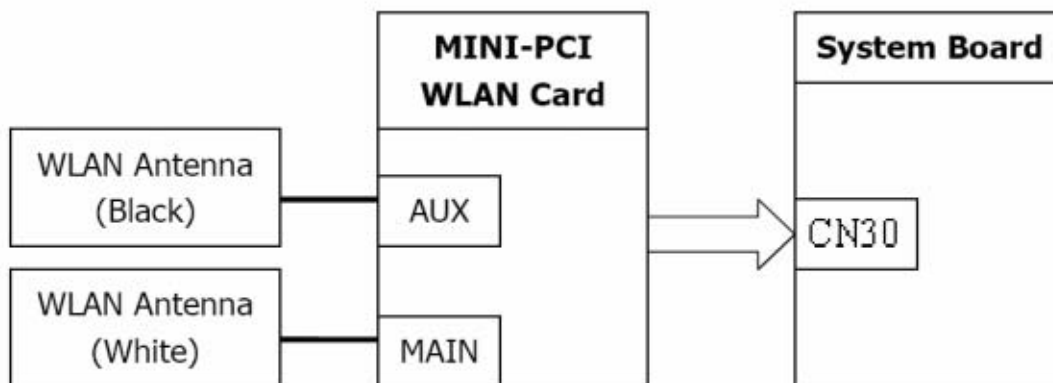 MINI-PCI
WLAN Card
System Board
WLAN Antenna
(Black)
AUX
CN30
WLAN Antenna
(White)
MAIN